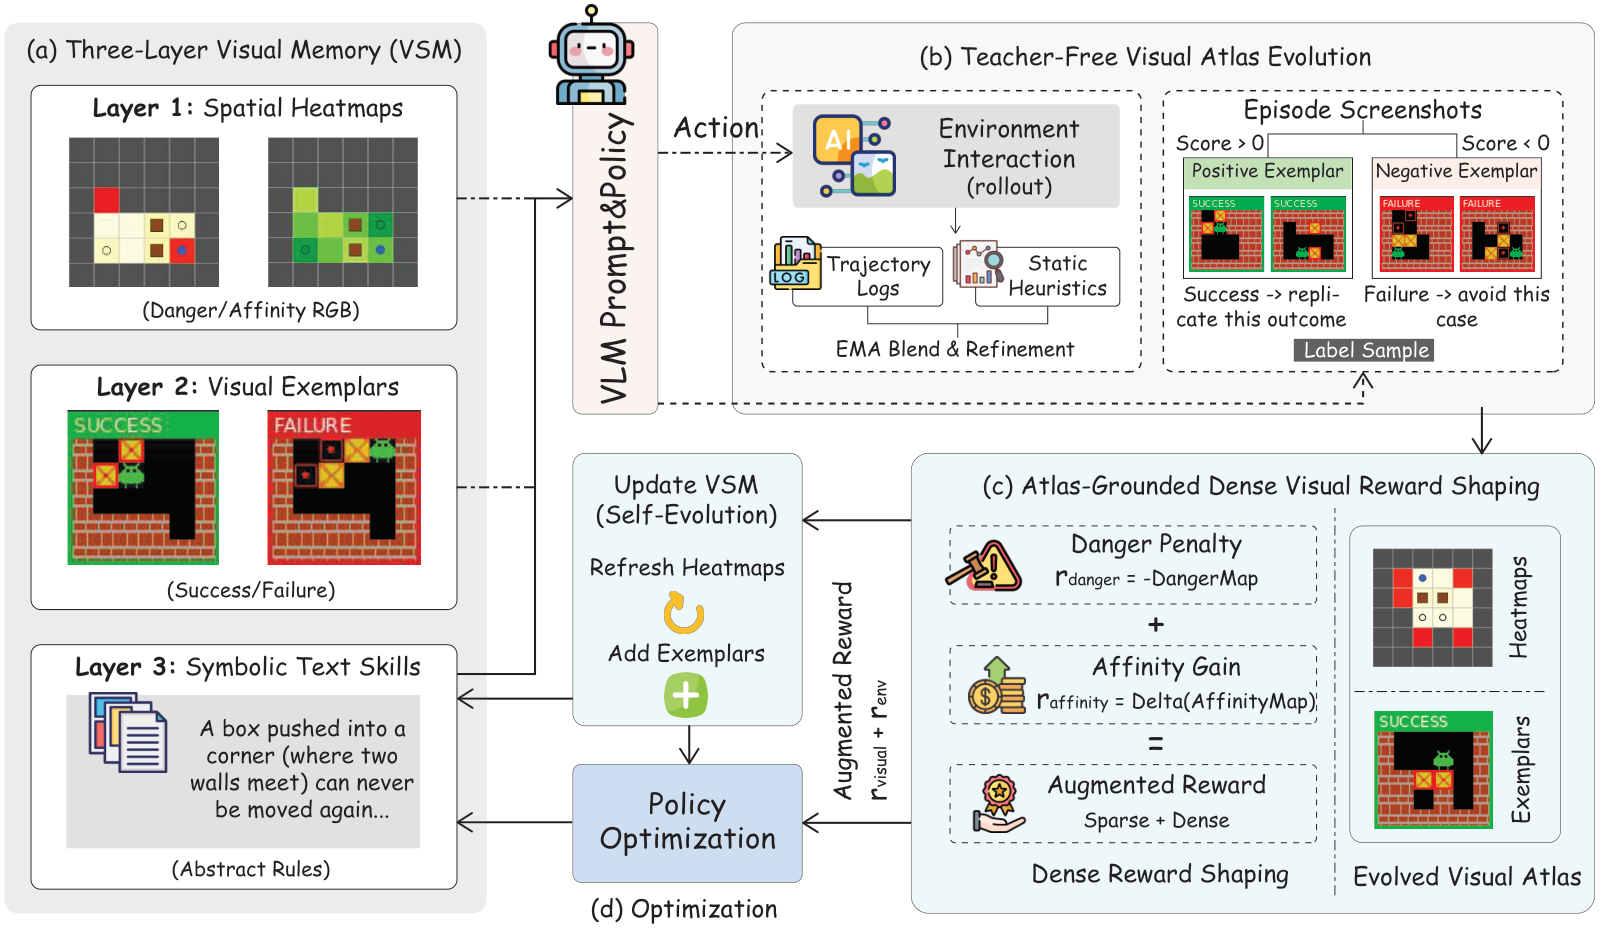 (a) Three-Layer Visual Memory (VSM)
Layer 1: Spatial Heatmaps
(Danger/Affinity RGB)
Layer 2: Visual Exemplars
SUCCESS
FAILURE
(Success/Failure)
Layer 3: Symbolic Text Skills
A box pushed into a
corner (where two
walls meet) can never
be moved again...
(Abstract Rules)
VLM Prompt&Policy
Action
(b) Teacher-Free Visual Atlas Evolution
AI
Environment
Interaction
(rollout)
LOG
Trajectory
Logs
Static
Heuristics
EMA Blend & Refinement
Episode Screenshots
Score > 0
Score < 0
Positive Exemplar
Negative Exemplar
SUCCESS
SUCCESS
FAILURE
FAILURE
Success -> repli-
cate this outcome
Failure -> avoid this
case
Label Sample
Update VSM
(Self-Evolution)
Refresh Heatmaps
Add Exemplars
Policy
Optimization
(d) Optimization
Augmented Reward
rvisual + renv
(c) Atlas-Grounded Dense Visual Reward Shaping
Danger Penalty
rdanger = -DangerMap
+
Affinity Gain
raffinity = Delta(AffinityMap)
=
Augmented Reward
Sparse + Dense
Dense Reward Shaping
Heatmaps
SUCCESS
Exemplars
Evolved Visual Atlas